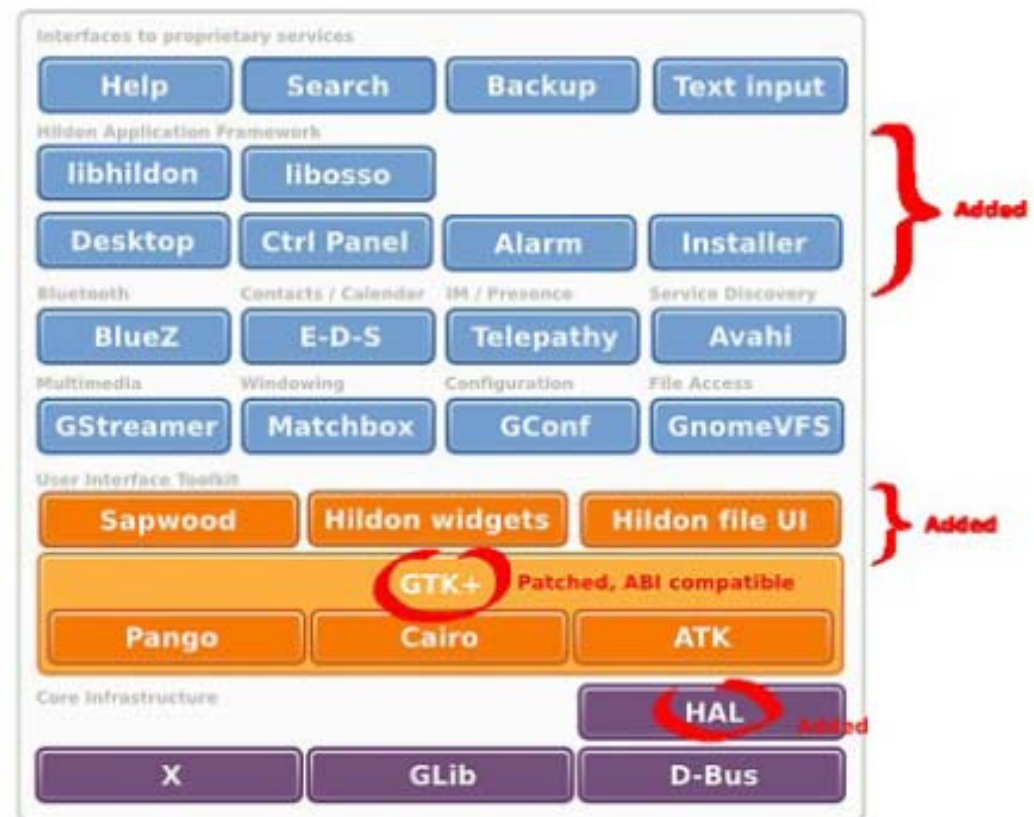 Interfaces to proprietary services
Help Search Backup Text input
Hildon Application Framework
libhildon libosso
Added
Desktop Ctrl Panel Alarm Installer
Bluetooth Contacts / Calendar IM / Presence Service Discovery
BlueZ E-D-S Telepathy Avahi
Multimedia Windowing Configuration File Access
GStreamer Matchbox GConf GnomeVFS
User Interface Toolkit
Sapwood Hildon widgets Hildon file UI
Added
GTK+ Patched, ABI compatible
Pango Cairo ATK
Core Infrastructure
HAL Added
X GLib D-Bus